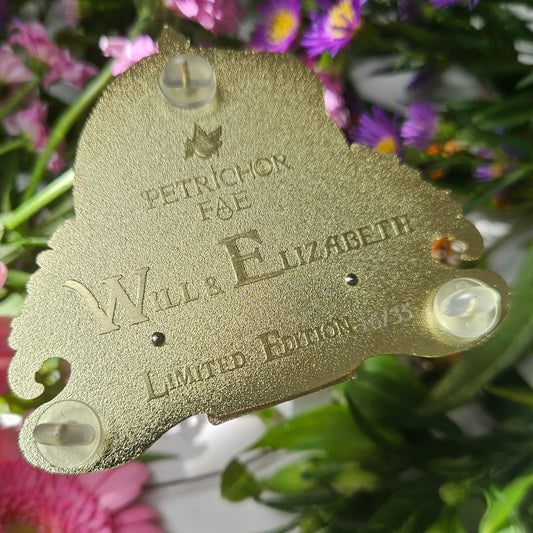 PETRICHOR
FAE
WILL & ELIZABETH
LIMITED EDITION